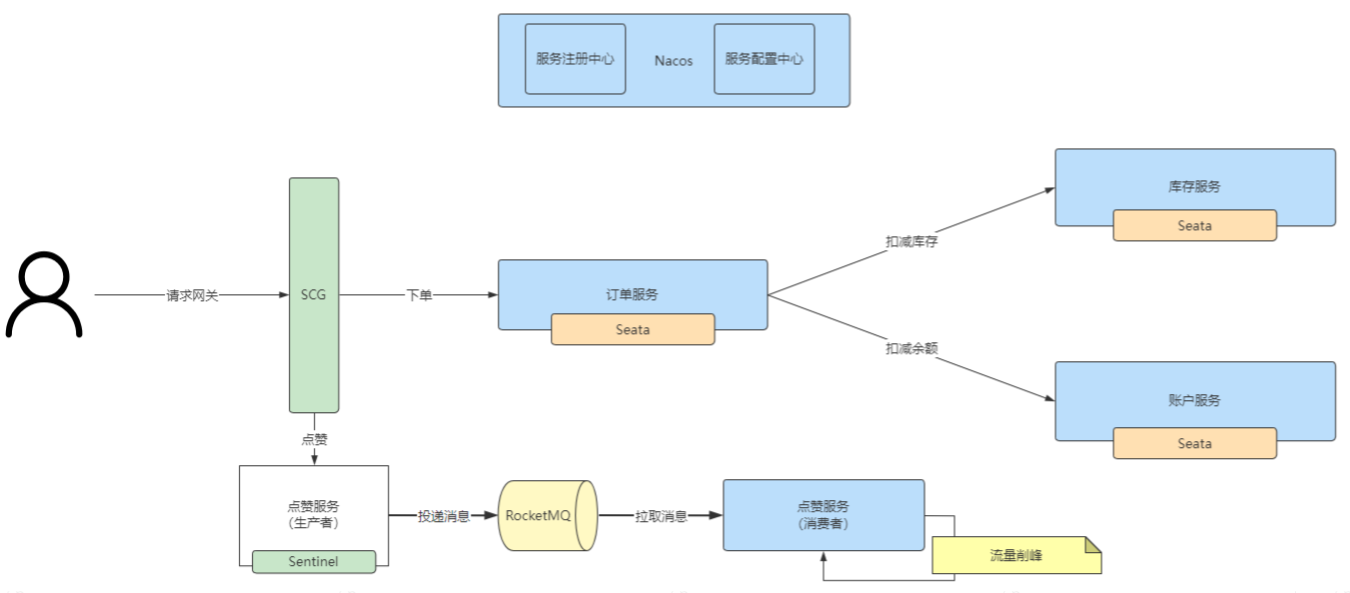 服务注册中心
Nacos
服务配置中心
库存服务
Seata
扣减库存
请求网关
SCG
下单
订单服务
Seata
扣减余额
账户服务
Seata
点赞
点赞服务
（生产者）
Sentinel
投递消息
RocketMQ
拉取消息
点赞服务
（消费者）
流量削峰